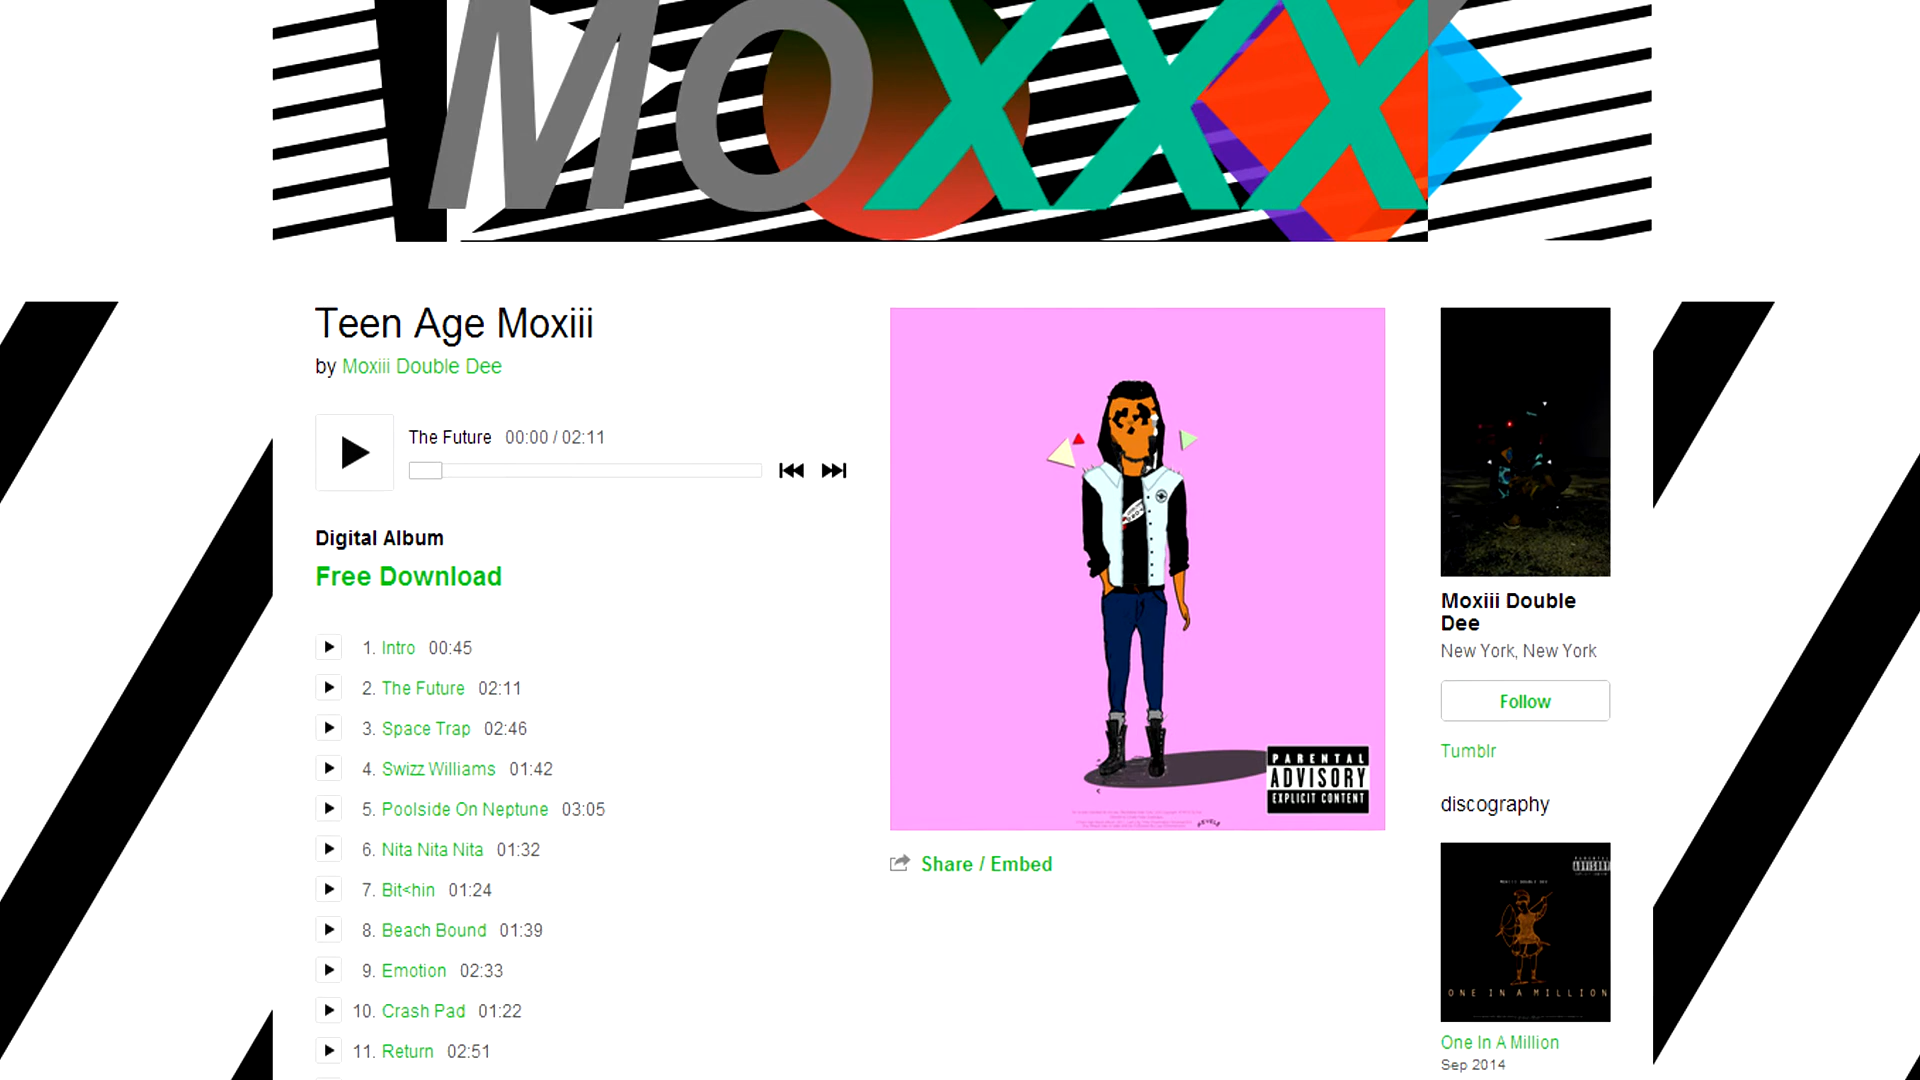 MOXXX
Teen Age Moxiii
by Moxiii Double Dee
The Future 00:00 / 02:11
Digital Album
Free Download
1. Intro 00:45
2. The Future 02:11
3. Space Trap 02:46
4. Swizz Williams 01:42
5. Poolside On Neptune 03:05
6. Nita Nita Nita 01:32
7. Bit<hin 01:24
8. Beach Bound 01:39
9. Emotion 02:33
10. Crash Pad 01:22
11. Return 02:51
PARENTAL
ADVISORY
EXPLICIT CONTENT
Share / Embed
Moxiii Double
Dee
New York, New York
Follow
Tumblr
discography
PARENTAL
ADVISORY
MOXIII DOUBLE DEE
ONE IN A MILLION
One In A Million
Sep 2014